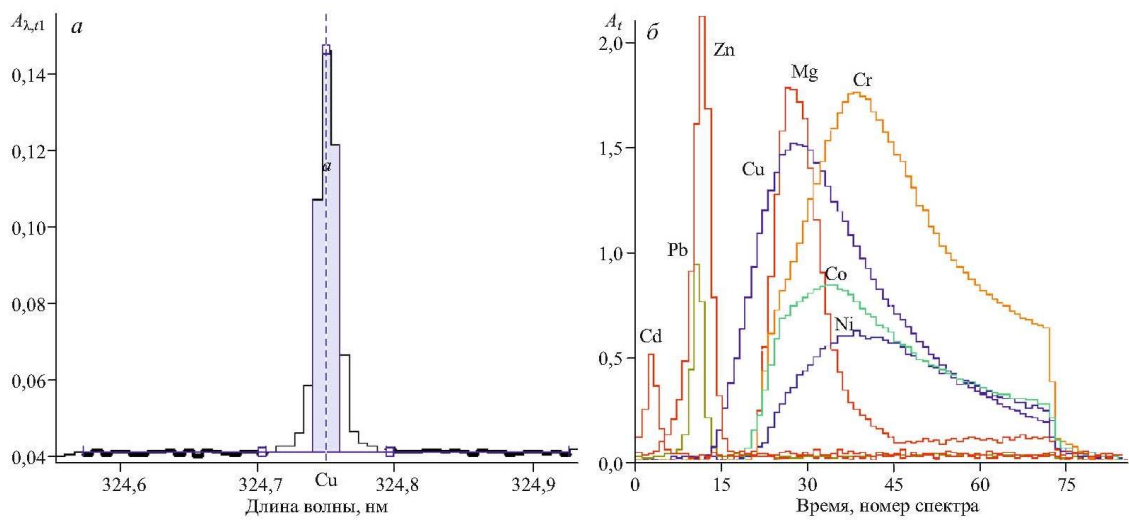 Aλ,t1
а
0,14
0,12
0,10
0,08
0,06
0,04
a
324,6
324,7
324,8
324,9
Cu
Длина волны, нм
At
б
2,0
1,5
1,0
0,5
0,0
Zn
Mg
Cr
Cu
Pb
Co
Ni
Cd
0
15
30
45
60
75
Время, номер спектра